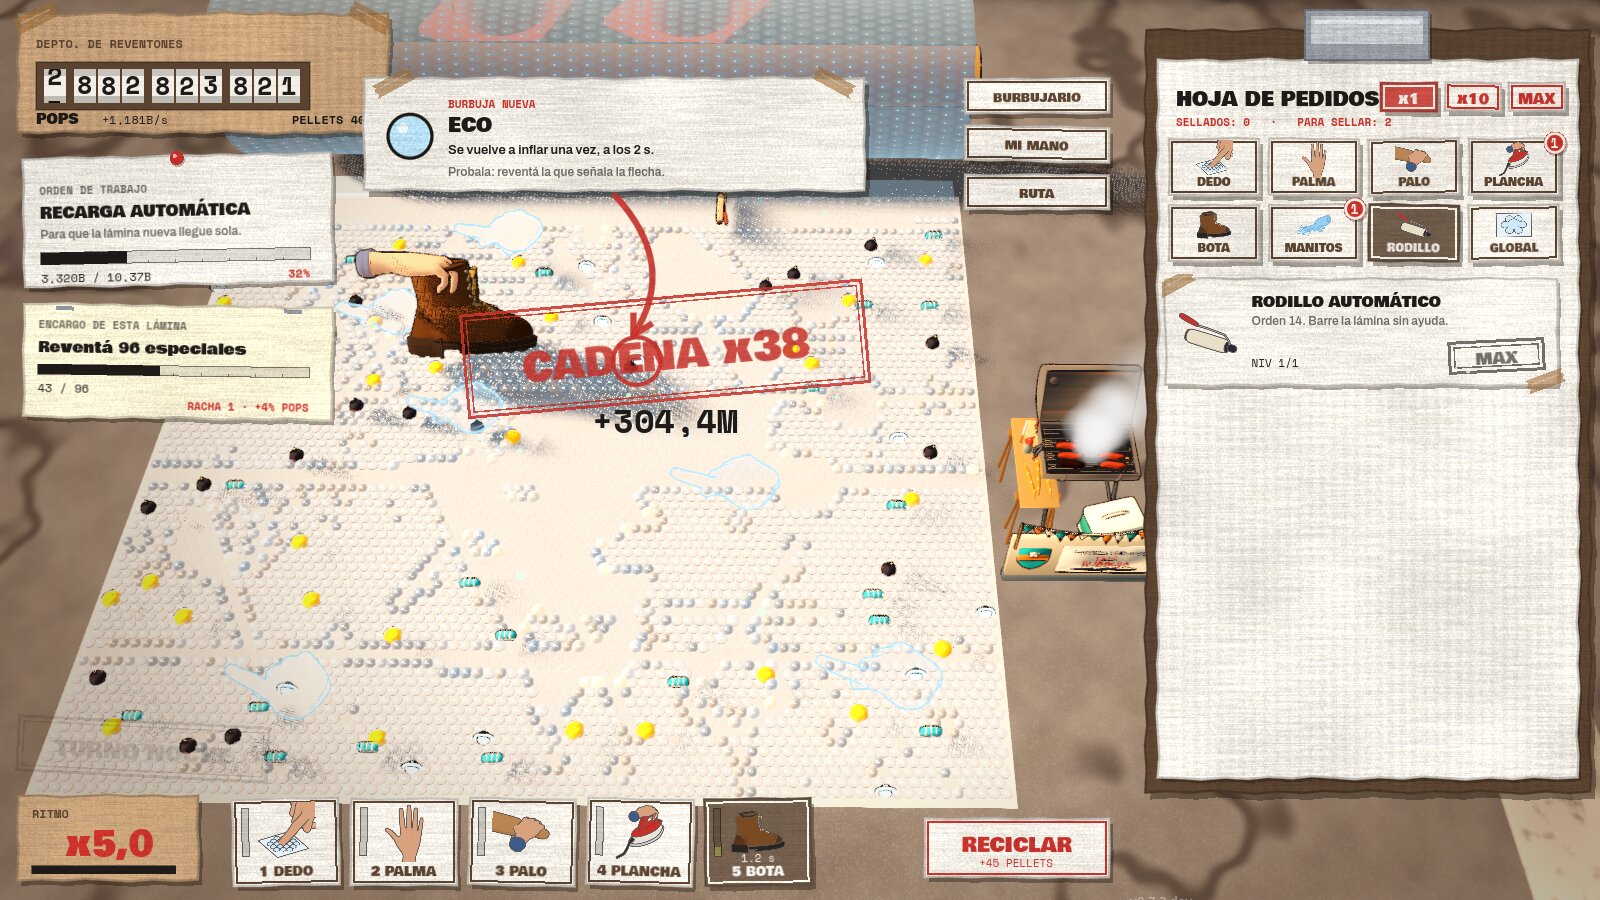 DEPTO. DE REVENTONES
2 882 823 821
POPS +1,181B/s PELLETS 40
ORDEN DE TRABAJO
RECARGA AUTOMÁTICA
Para que la lámina nueva llegue sola.
3,320B / 10,37B 32%
ENCARGO DE ESTA LÁMINA
Reventá 96 especiales
43 / 96
RACHA 1 · +4% POPS
BURBUJA NUEVA
ECO
Se vuelve a inflar una vez, a los 2 s.
Probala: reventá la que señala la flecha.
BURBUJARIO
MI MANO
RUTA
CADENA x38
+304,4M
HOJA DE PEDIDOS x1 x10 MAX
SELLADOS: 0 · PARA SELLAR: 2
1
DEDO PALMA PALO PLANCHA
1
BOTA MANITOS RODILLO GLOBAL
RODILLO AUTOMÁTICO
Orden 14. Barre la lámina sin ayuda.
NIV 1/1 MAX
TURNO
RITMO
x5,0
1 DEDO 2 PALMA 3 PALO 4 PLANCHA
1.2 s
5 BOTA
RECICLAR
+45 PELLETS